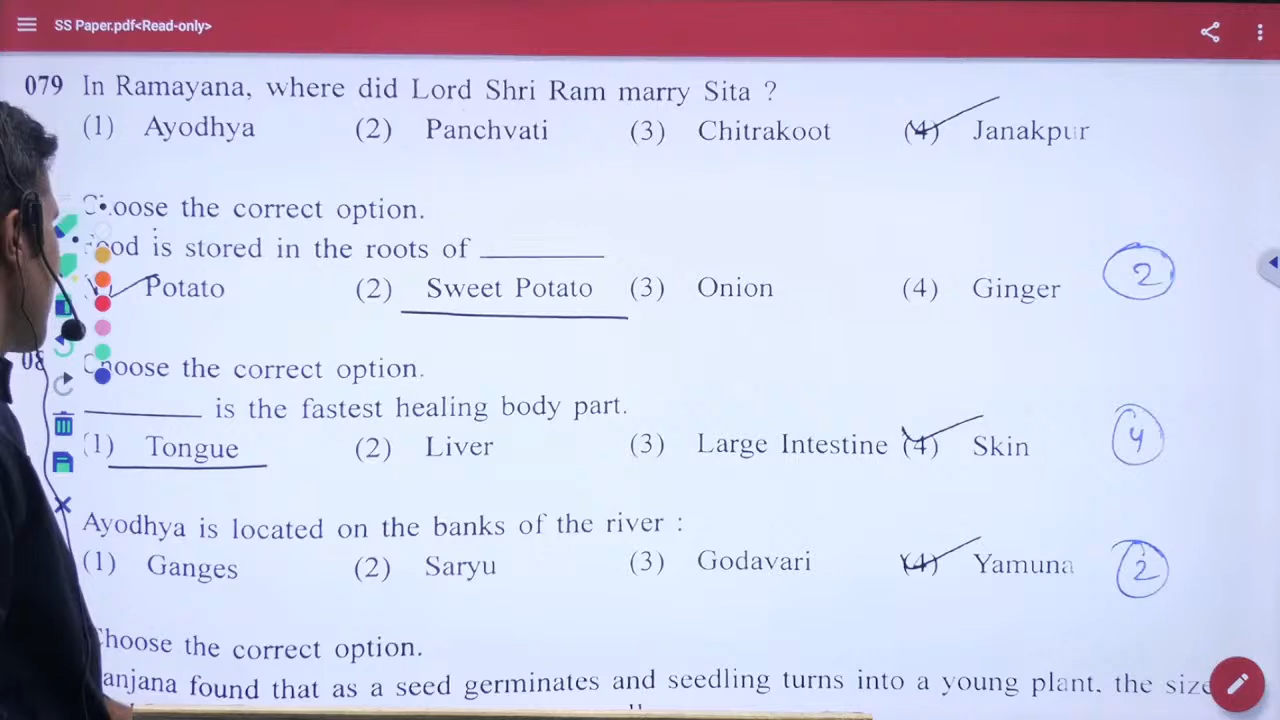 SS Paper.pdf<Read-only>
079 In Ramayana, where did Lord Shri Ram marry Sita ?
(1) Ayodhya (2) Panchvati (3) Chitrakoot (4) Janakpur
oose the correct option.
ood is stored in the roots of
Potato (2) Sweet Potato (3) Onion (4) Ginger 2
08 Choose the correct option.
is the fastest healing body part.
(1) Tongue (2) Liver (3) Large Intestine (4) Skin 4
Ayodhya is located on the banks of the river :
(1) Ganges (2) Saryu (3) Godavari (4) Yamuna 2
Choose the correct option.
anjana found that as a seed germinates and seedling turns into a young plant, the size